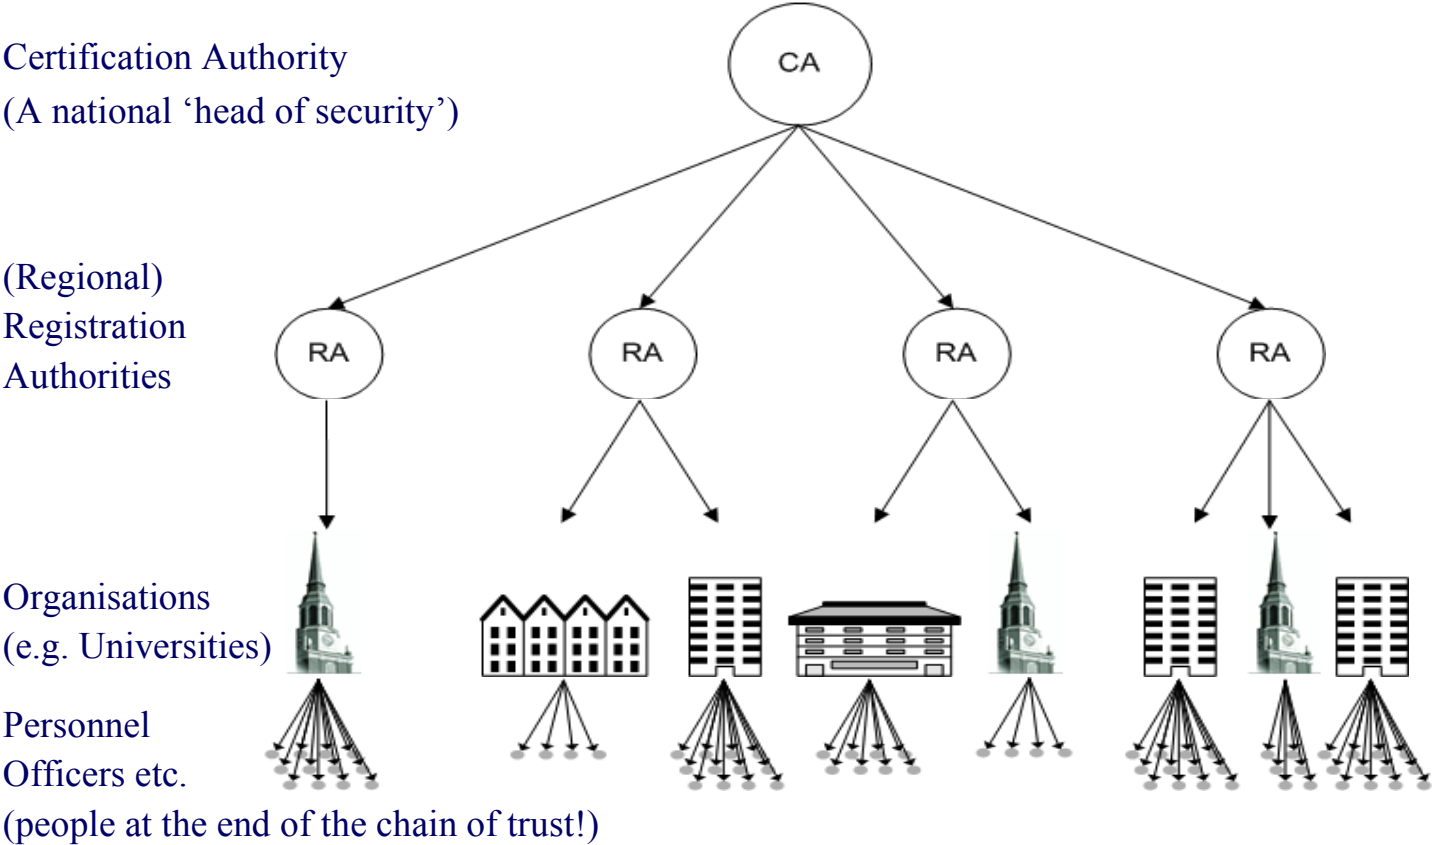 Certification Authority
(A national ‘head of security’)
CA
(Regional)
Registration
Authorities
RA
RA
RA
RA
Organisations
(e.g. Universities)
Personnel
Officers etc.
(people at the end of the chain of trust!)